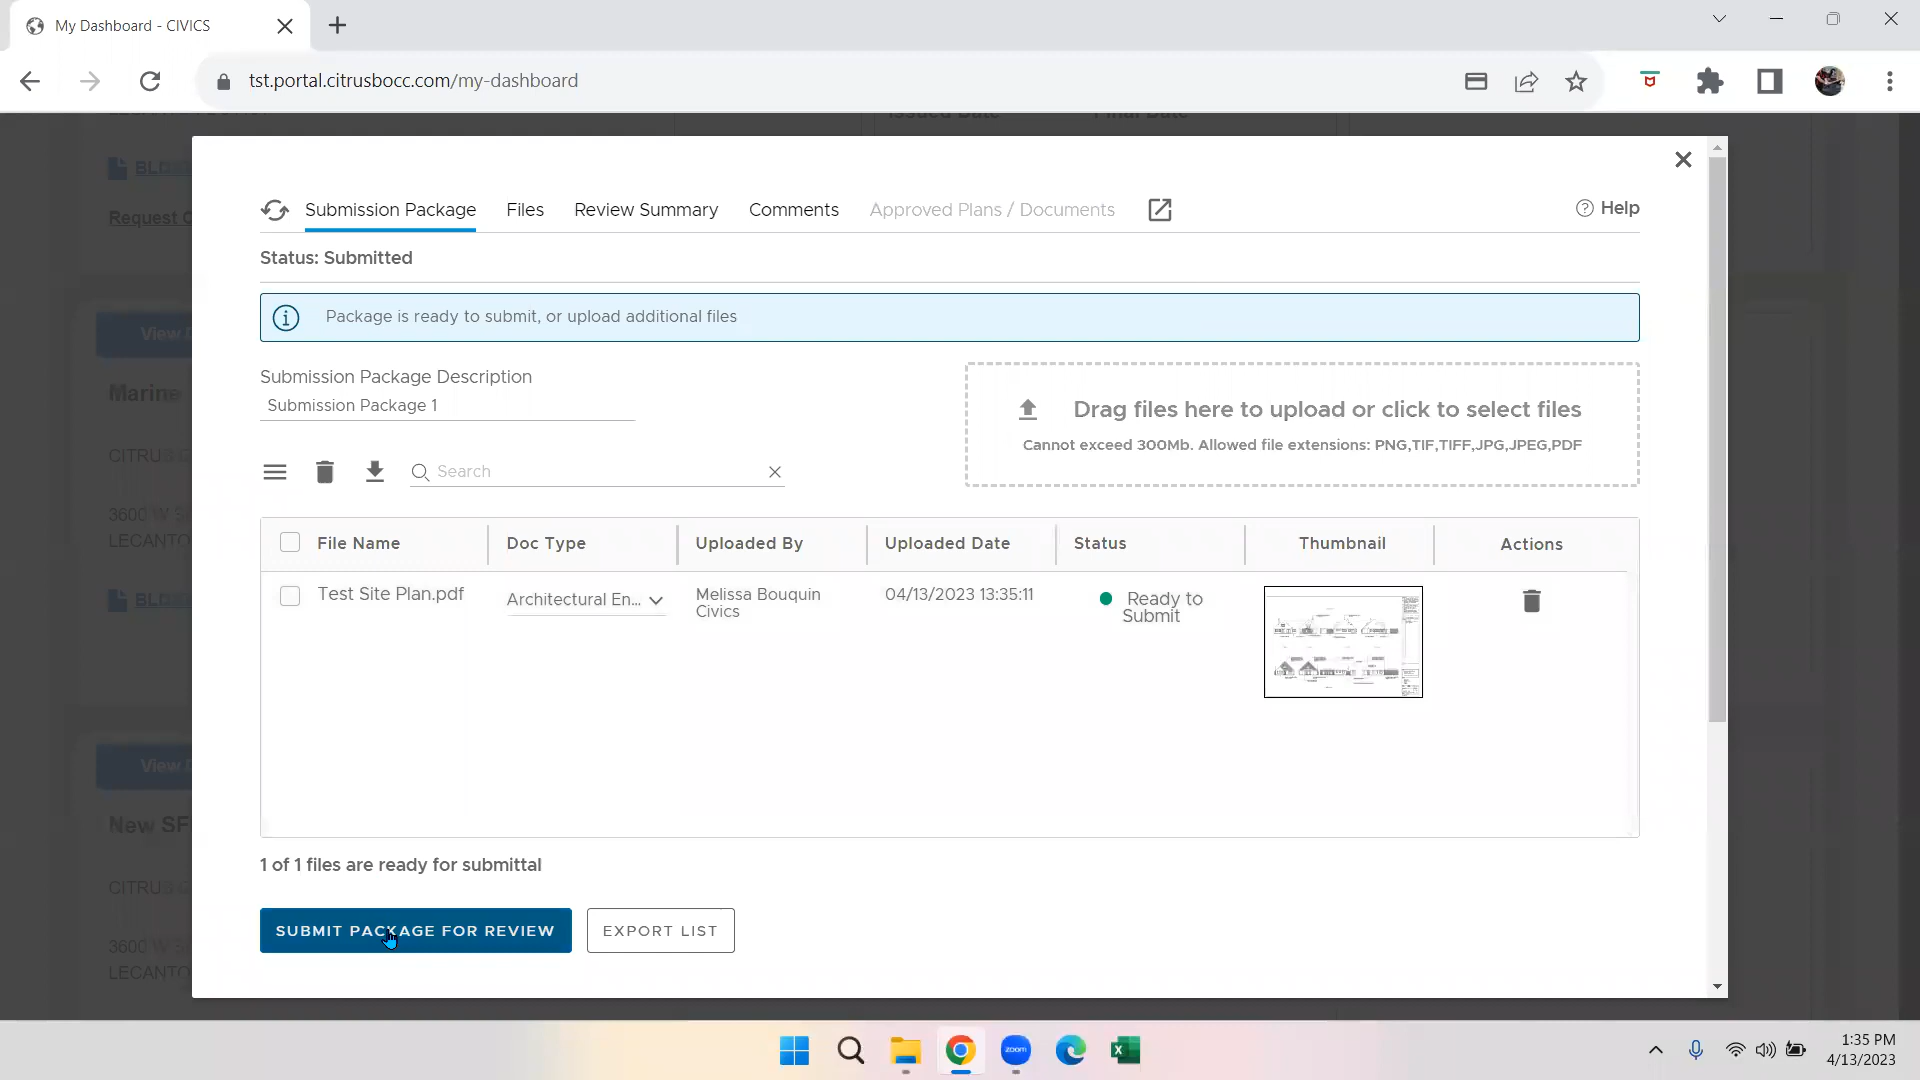 My Dashboard - CIVICS
tst.portal.citrusbocc.com/my-dashboard
Issued Date Final Date
BL
Request
View
Marine
CITRUS
3600 W
LECANTO
View
New SF
CITRUS
3600 W
LECANTO
Submission Package Files Review Summary Comments Approved Plans / Documents
Help
Status: Submitted
Package is ready to submit, or upload additional files
Submission Package Description
Submission Package 1
Drag files here to upload or click to select files
Cannot exceed 300Mb. Allowed file extensions: PNG,TIF,TIFF,JPG,JPEG,PDF
Search
File Name Doc Type Uploaded By Uploaded Date Status Thumbnail Actions
Test Site Plan.pdf Architectural En... Melissa Bouquin 04/13/2023 13:35:11 Ready to
Civics Submit
1 of 1 files are ready for submittal
SUBMIT PACKAGE FOR REVIEW EXPORT LIST
zoom
1:35 PM
4/13/2023